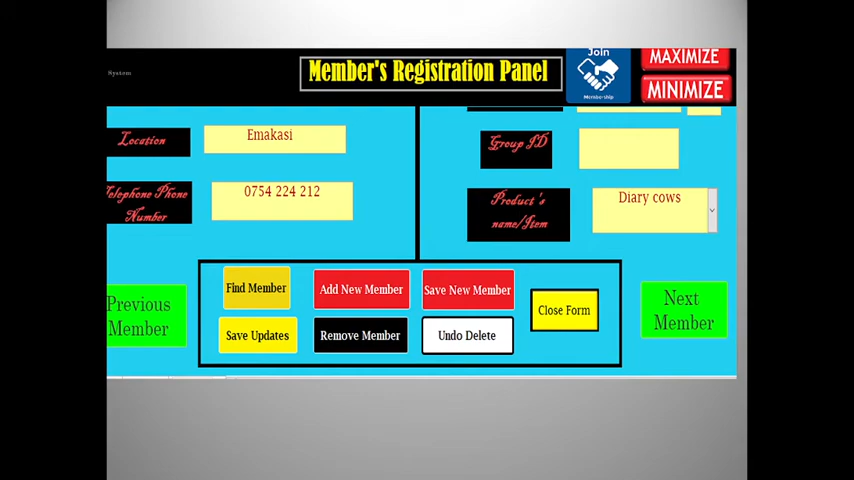 System
Member's Registration Panel
Join
Membership
MAXIMIZE
MINIMIZE
Location
Emakasi
Group ID
Telephone Phone
Number
0754 224 212
Product's
name/Item
Diary cows
Previous
Member
Find Member
Add New Member
Save New Member
Save Updates
Remove Member
Undo Delete
Close Form
Next
Member